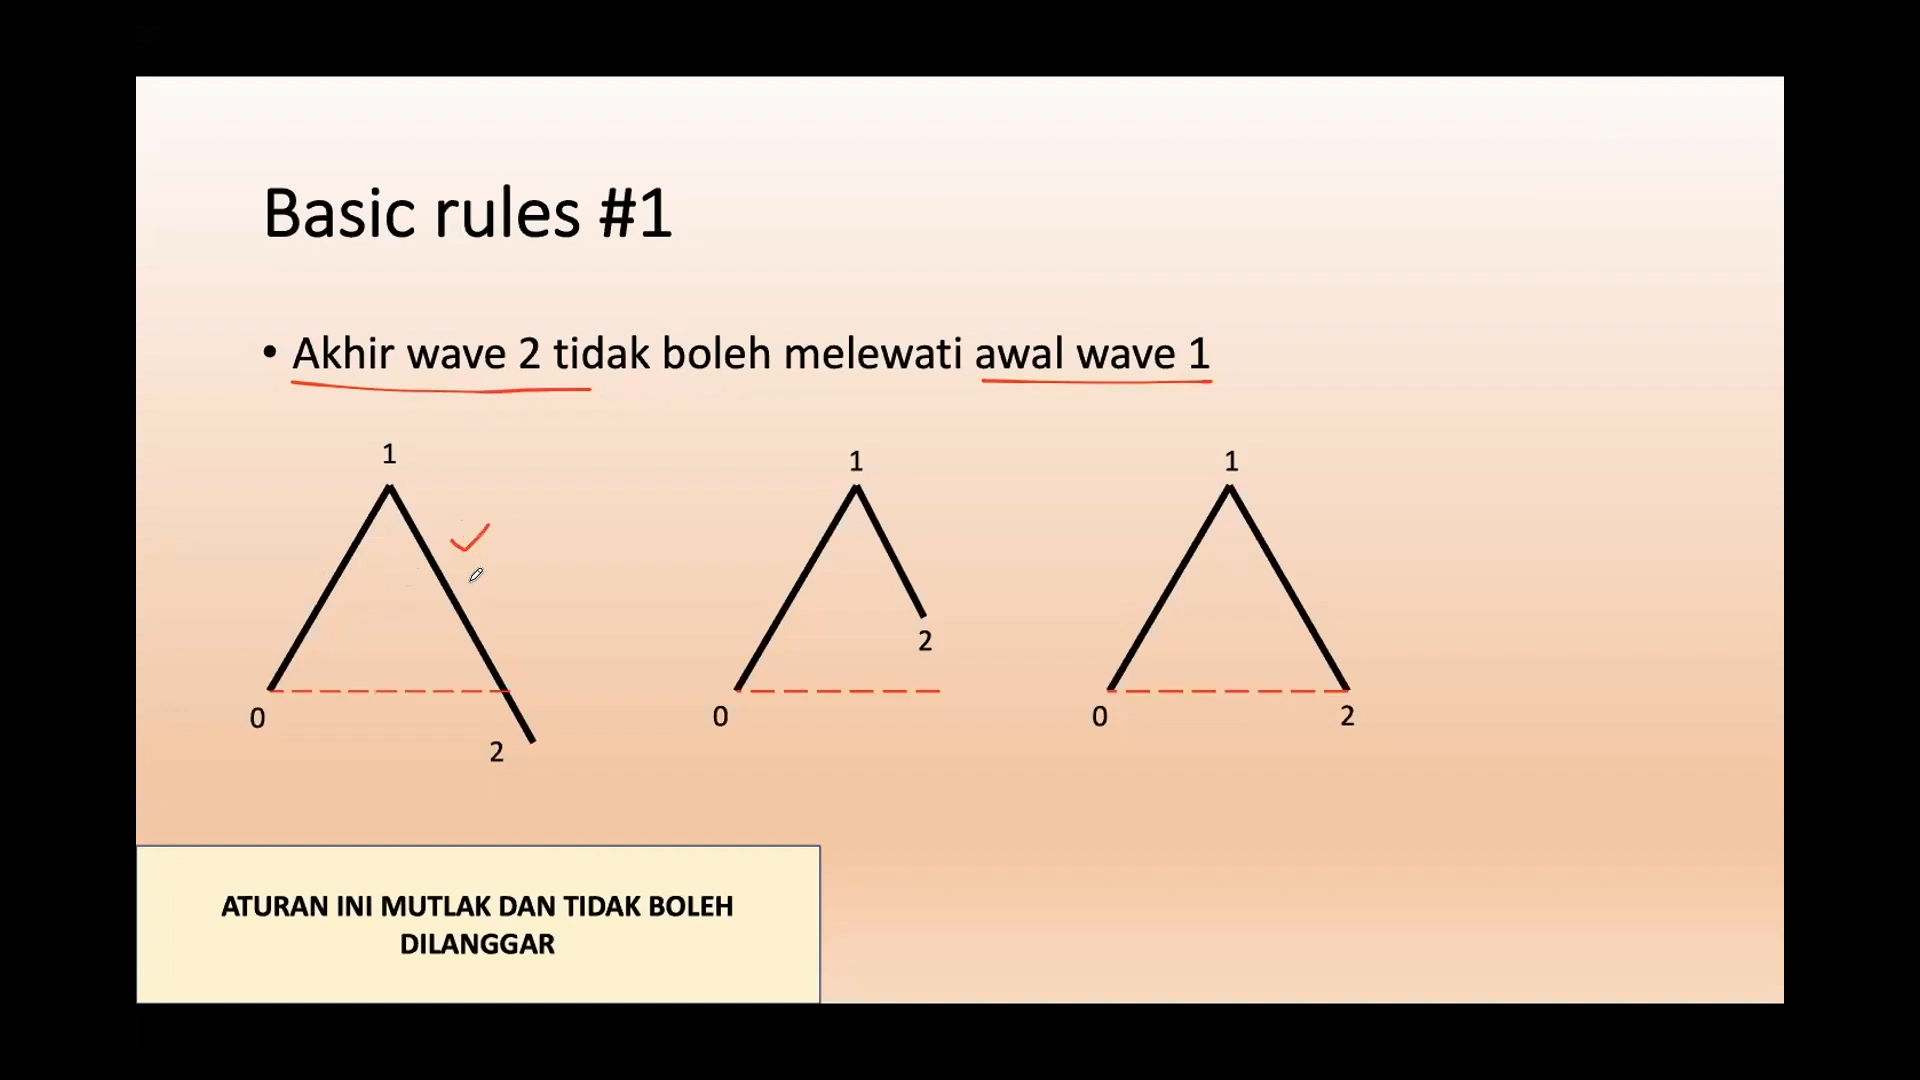 Basic rules #1
• Akhir wave 2 tidak boleh melewati awal wave 1
1
1
1
2
0
0
0
2
2
ATURAN INI MUTLAK DAN TIDAK BOLEH
DILANGGAR